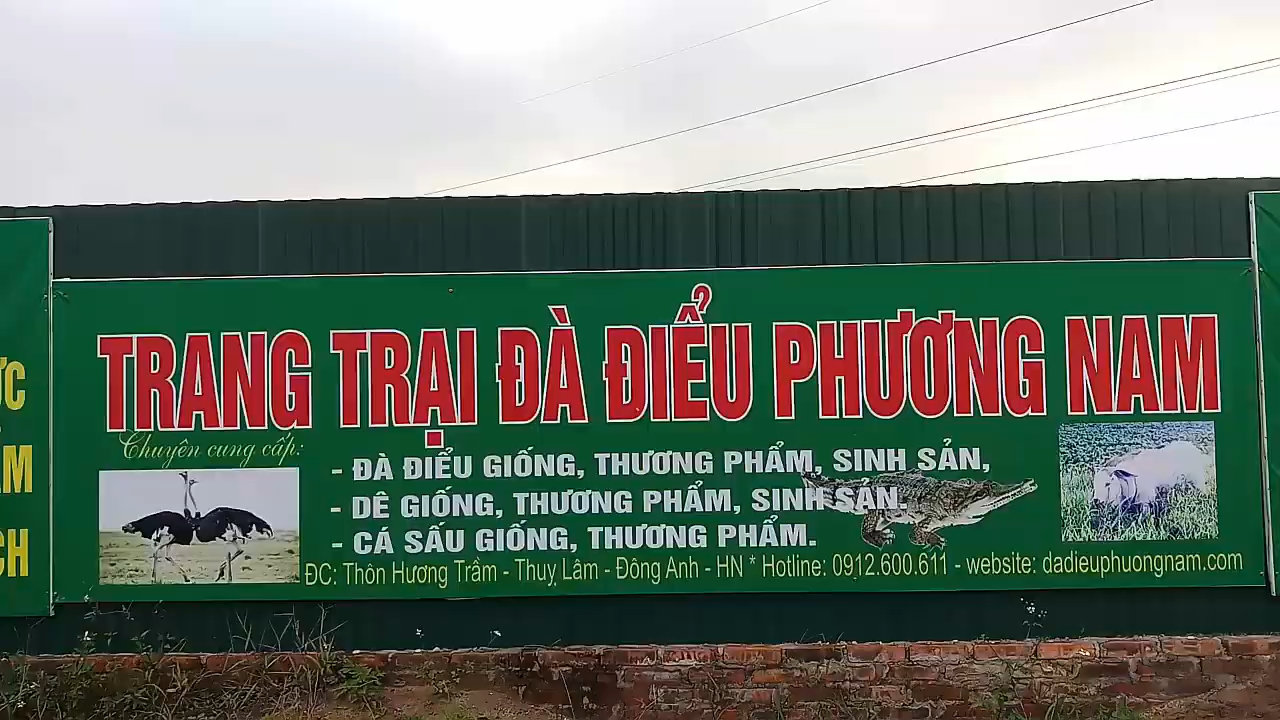 TRANG TRẠI ĐÀ ĐIỂU PHƯƠNG NAM
Chuyên cung cấp:
- ĐÀ ĐIỂU GIỐNG, THƯƠNG PHẨM, SINH SẢN,
- DÊ GIỐNG, THƯƠNG PHẨM, SINH SẢN.
- CÁ SẤU GIỐNG, THƯƠNG PHẨM.
ĐC: Thôn Hương Trầm - Thuỵ Lâm - Đông Anh - HN * Hotline: 0912.600.611 - website: dadieuphuongnam.com